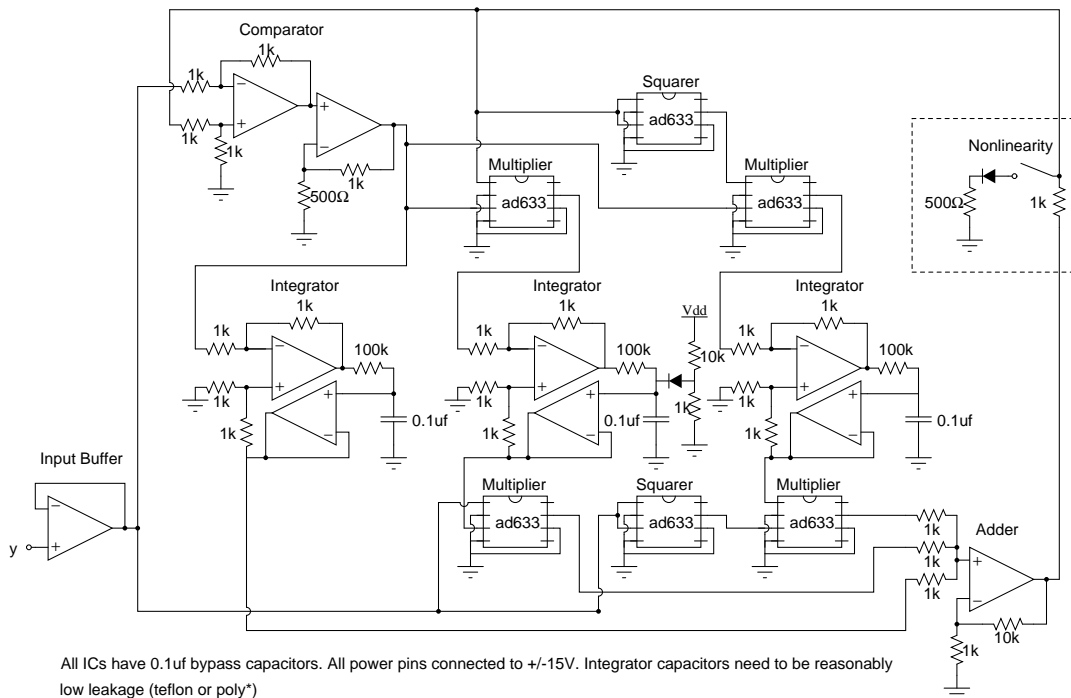 Comparator
1k
1k
1k
1k
1k
500Ω
Squarer
ad633
Multiplier
ad633
Multiplier
ad633
Nonlinearity
500Ω
1k
Integrator
1k
1k
100k
1k
1k
0.1uf
Integrator
1k
1k
100k
1k
1k
0.1uf
Vdd
10k
1k
Integrator
1k
1k
100k
1k
1k
0.1uf
Input Buffer
y
Multiplier
ad633
Squarer
ad633
Multiplier
ad633
1k
1k
1k
Adder
10k
1k
− + − + − + − + − + − + − + − + − + − + −
All ICs have 0.1uf bypass capacitors. All power pins connected to +/-15V. Integrator capacitors need to be reasonably
low leakage (teflon or poly*)